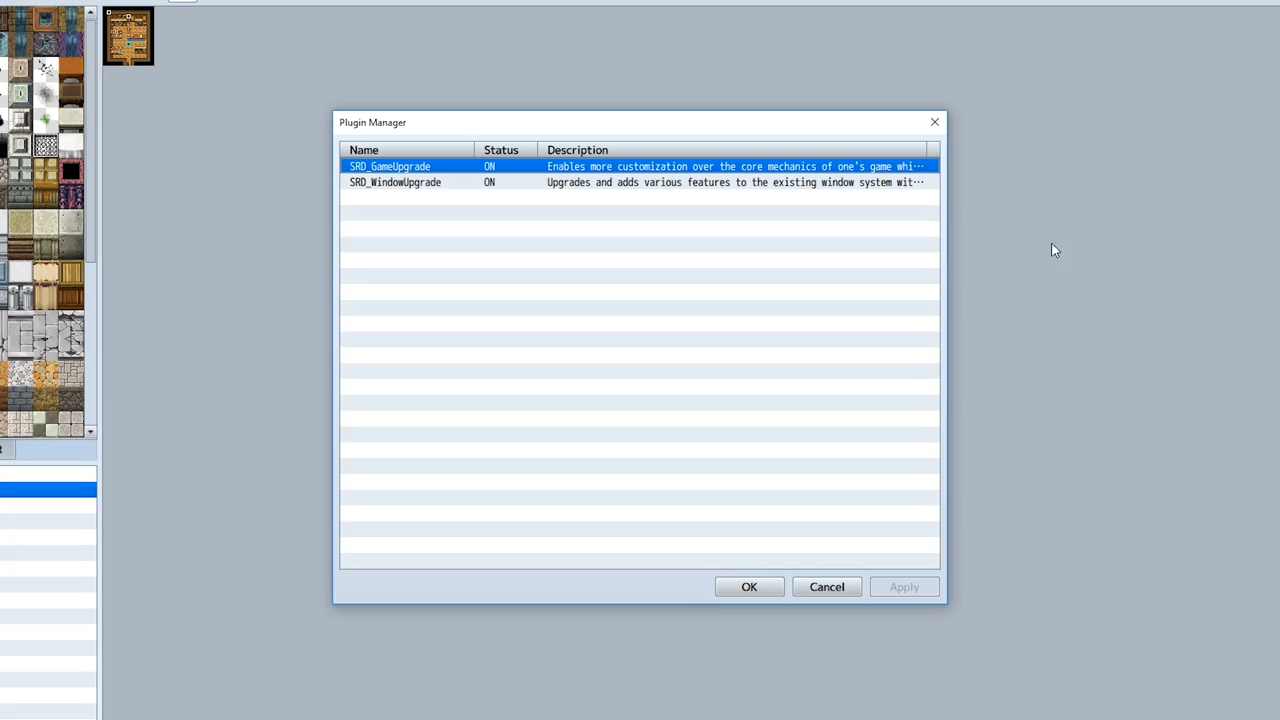 Plugin Manager
Name Status Description
SRD_GameUpgrade ON Enables more customization over the core mechanics of one's game whi···
SRD_WindowUpgrade ON Upgrades and adds various features to the existing window system wit···
OK Cancel Apply